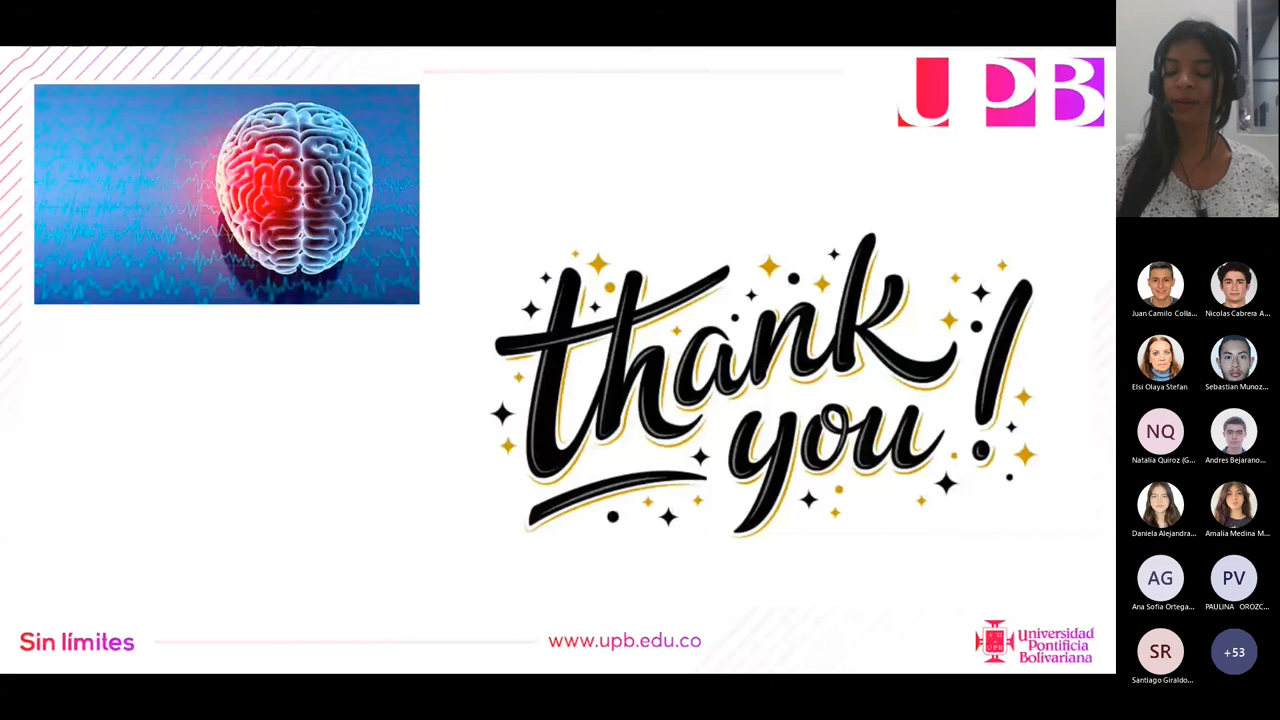 UPB
thank
you!
Sin límites
www.upb.edu.co
Universidad
Pontificia
Bolivariana
Juan Camilo Colla...
Nicolas Cabrera A...
Elsi Olaya Stefan
Sebastian Munoz...
NQ
Natalia Quiroz (G...
Andres Bejarano...
Daniela Alejandra...
Amalia Medina M...
AG
Ana Sofia Ortega...
PV
PAULINA OROZC...
SR
Santiago Giraldo...
+53